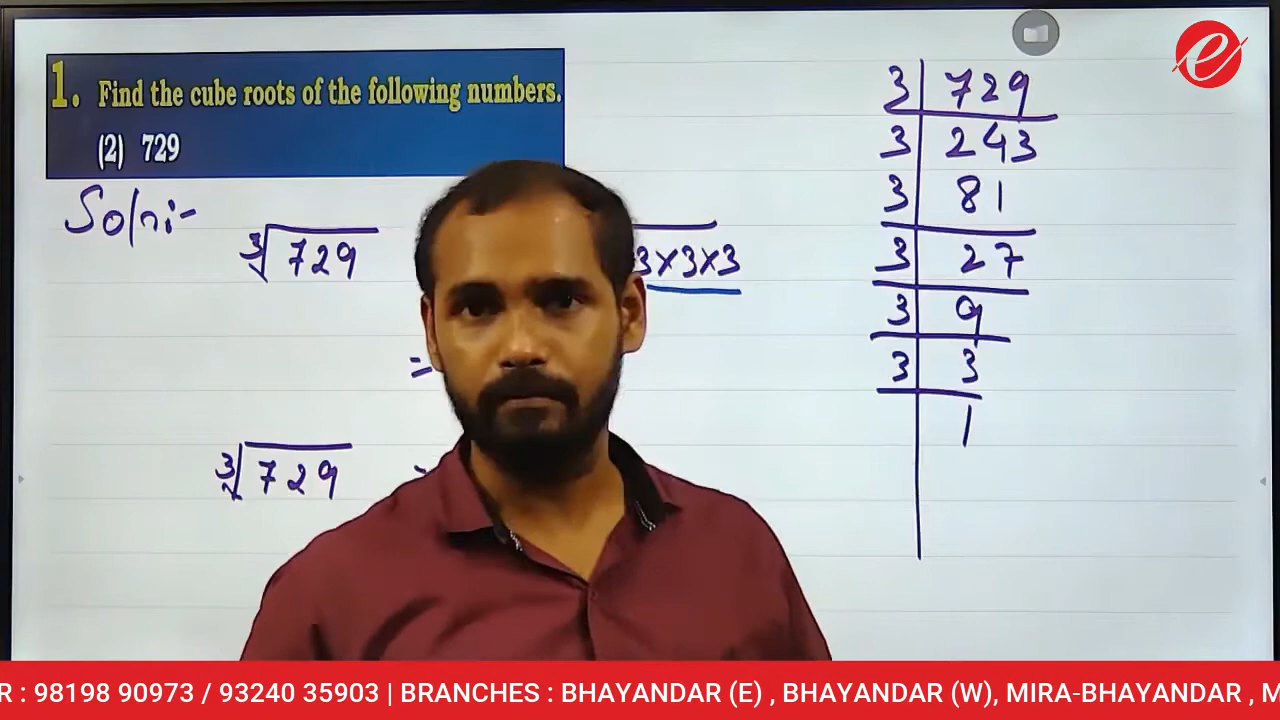 1. Find the cube roots of the following numbers.
(2) 729
Soln:-
∛729
3×3×3
=
∛729
3 | 729
3 | 243
3 | 81
3 | 27
3 | 9
3 | 3
1
e
R : 98198 90973 / 93240 35903 | BRANCHES : BHAYANDAR (E) , BHAYANDAR (W), MIRA-BHAYANDAR , M